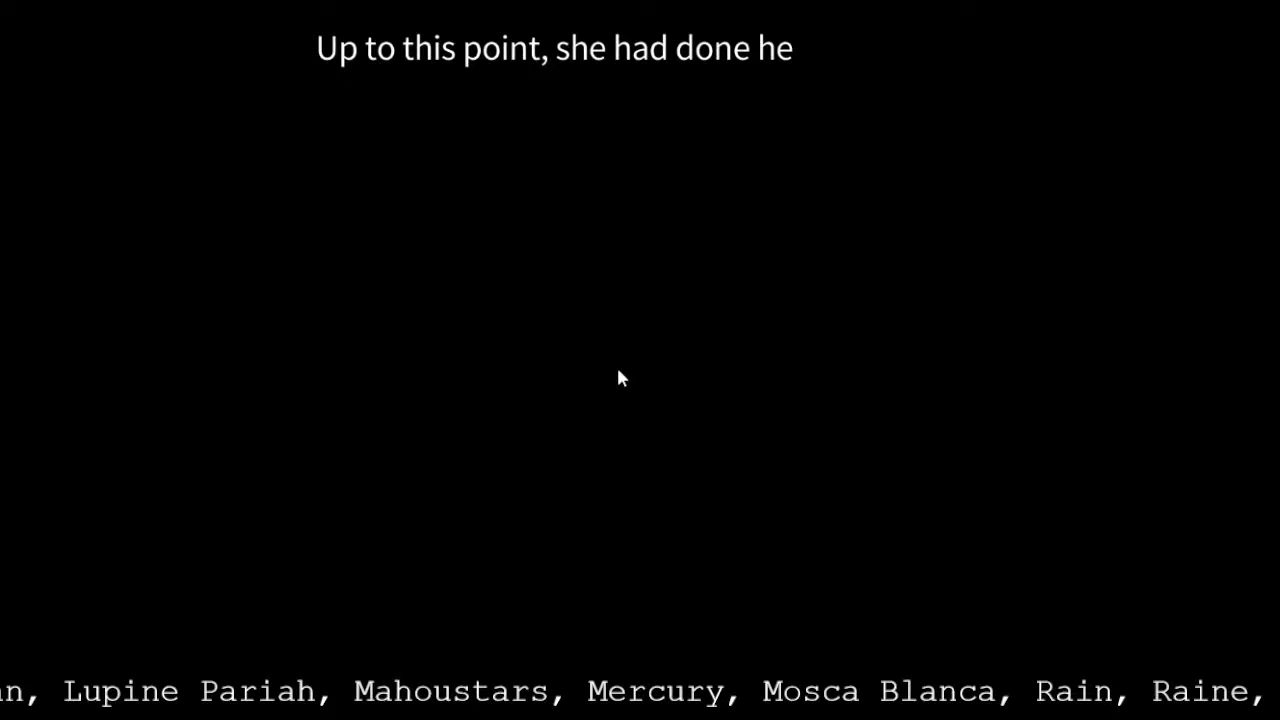 Up to this point, she had done he
n, Lupine Pariah, Mahoustars, Mercury, Mosca Blanca, Rain, Raine,